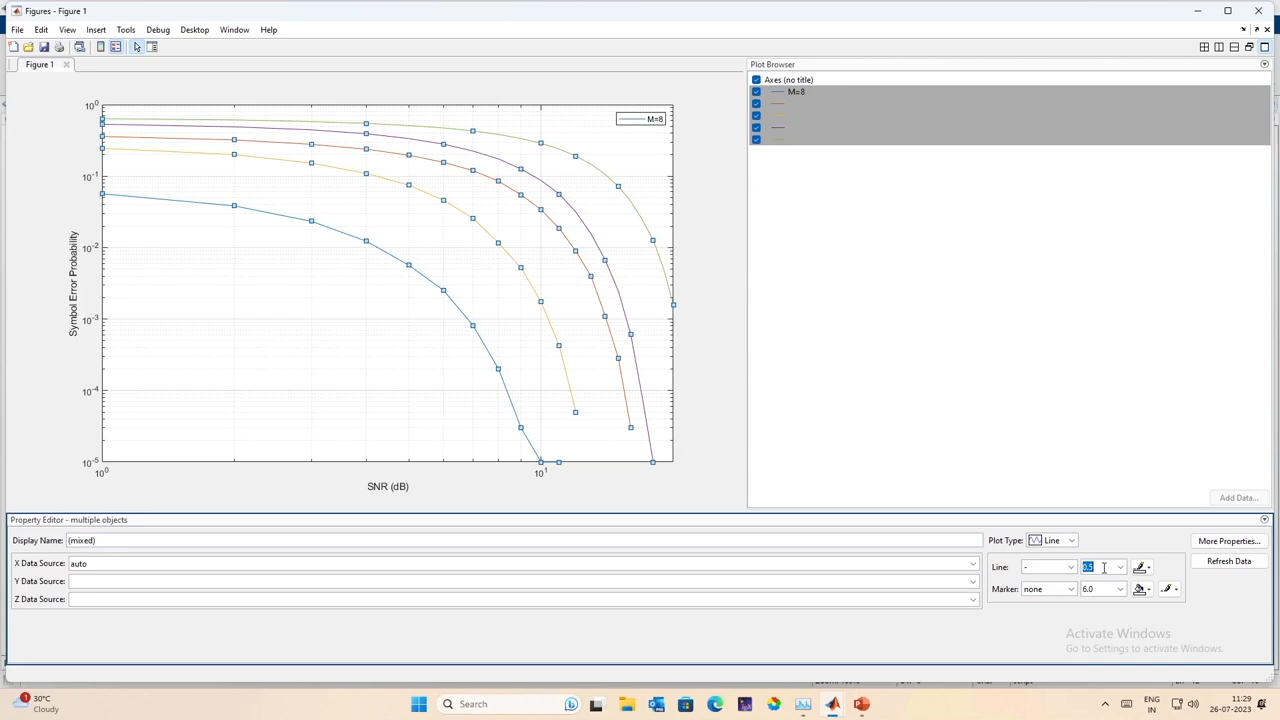 Figures - Figure 1
File Edit View Insert Tools Debug Desktop Window Help
Figure 1
Plot Browser
Axes (no title)
M=8
M=8
10^0
10^-1
10^-2
10^-3
10^-4
10^-5
Symbol Error Probability
10^0
10^1
SNR (dB)
Add Data...
Property Editor - multiple objects
Display Name: (mixed)
Plot Type: Line
More Properties...
X Data Source: auto
Line: - 0.5
Refresh Data
Y Data Source:
Marker: none 6.0
Z Data Source:
Activate Windows
Go to Settings to activate Windows.
30°C
Cloudy
Search
ENG
IN
11:29
26-07-2023